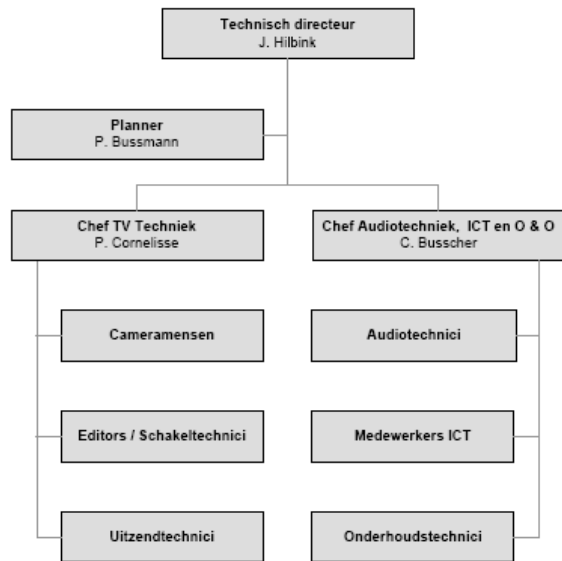 Technisch directeur
J. Hilbink
Planner
P. Bussmann
Chef TV Techniek
P. Cornelisse
Chef Audiotechniek, ICT en O & O
C. Busscher
Cameramensen
Audiotechnici
Editors / Schakeltechnici
Medewerkers ICT
Uitzendtechnici
Onderhoudstechnici